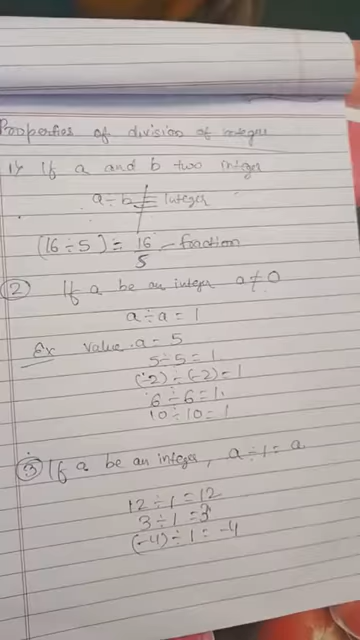 Properties of division of integers
1) If a and b two integer
a ÷ b ≠ Integer
(16 ÷ 5) = 16/5 - fraction
② If a be an integer a ≠ 0
a ÷ a = 1
Ex Value a = 5
5 ÷ 5 = 1
(-2) ÷ (-2) = 1
6 ÷ 6 = 1
10 ÷ 10 = 1
③ If a be an integer, a ÷ 1 = a
12 ÷ 1 = 12
3 ÷ 1 = 3
(-4) ÷ 1 = -4